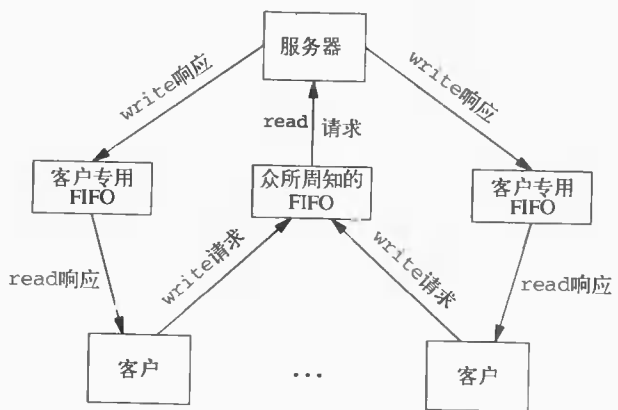 服务器
write响应
write响应
read 请求
客户专用
FIFO
众所周知的
FIFO
客户专用
FIFO
read响应
write请求
write请求
read响应
客户
...
客户